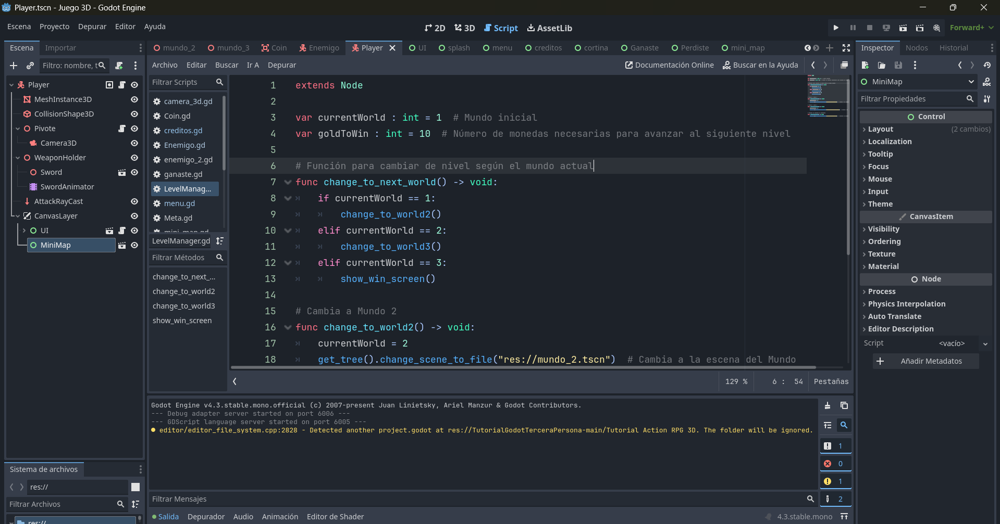 Player.tscn - Juego 3D - Godot Engine
Escena Proyecto Depurar Editor Ayuda
2D 3D Script AssetLib
Forward+
Escena Importar
Filtro: nombre, t
Player
MeshInstance3D
CollisionShape3D
Pivote
Camera3D
WeaponHolder
Sword
SwordAnimator
AttackRayCast
CanvasLayer
UI
MiniMap
Sistema de archivos
res://
Filtrar Archivos
res://
mundo_2 mundo_3 Coin Enemigo Player UI splash menu creditos cortina Ganaste Perdiste mini_map
Archivo Editar Buscar Ir A Depurar
Documentación Online Buscar en la Ayuda
Filtrar Scripts
camera_3d.gd
Coin.gd
creditos.gd
Enemigo.gd
enemigo_2.gd
ganaste.gd
LevelManag...
menu.gd
Meta.gd
mini-map.gd
LevelManager.gd
Filtrar Métodos
change_to_next_...
change_to_world2
change_to_world3
show_win_screen
1 extends Node
2
3 var currentWorld : int = 1 # Mundo inicial
4 var goldToWin : int = 10 # Número de monedas necesarias para avanzar al siguiente nivel
5
6 # Función para cambiar de nivel según el mundo actual
7 func change_to_next_world() -> void:
8 if currentWorld == 1:
9 change_to_world2()
10 elif currentWorld == 2:
11 change_to_world3()
12 elif currentWorld == 3:
13 show_win_screen()
14
15 # Cambia a Mundo 2
16 func change_to_world2() -> void:
17 currentWorld = 2
18 get_tree().change_scene_to_file("res://mundo_2.tscn") # Cambia a la escena del Mundo
129 % 6 : 54 Pestañas
Godot Engine v4.3.stable.mono.official (c) 2007-present Juan Linietsky, Ariel Manzur & Godot Contributors.
--- Debug adapter server started on port 6006 ---
--- GDScript language server started on port 6005 ---
editor/editor_file_system.cpp:2828 - Detected another project.godot at res://TutorialGodotTerceraPersona-main/Tutorial Action RPG 3D. The folder will be ignored.
1
0
1
2
Filtrar Mensajes
Salida Depurador Audio Animación Editor de Shader
4.3.stable.mono
Inspector Nodos Historial
MiniMap
Filtrar Propiedades
Control
Layout (2 cambios)
Localization
Tooltip
Focus
Mouse
Input
Theme
CanvasItem
Visibility
Ordering
Texture
Material
Node
Process
Physics Interpolation
Auto Translate
Editor Description
Script <vacío>
Añadir Metadatos